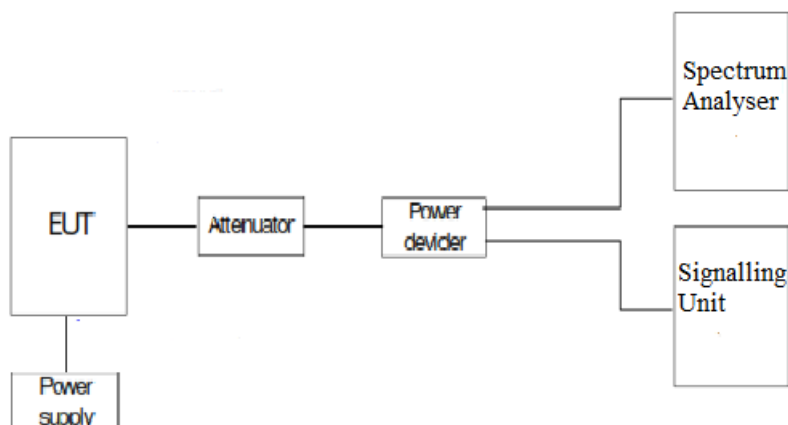 Spectrum
Analyser
EUT
Attenuator
Power
devider
Signalling
Unit
Power
supply